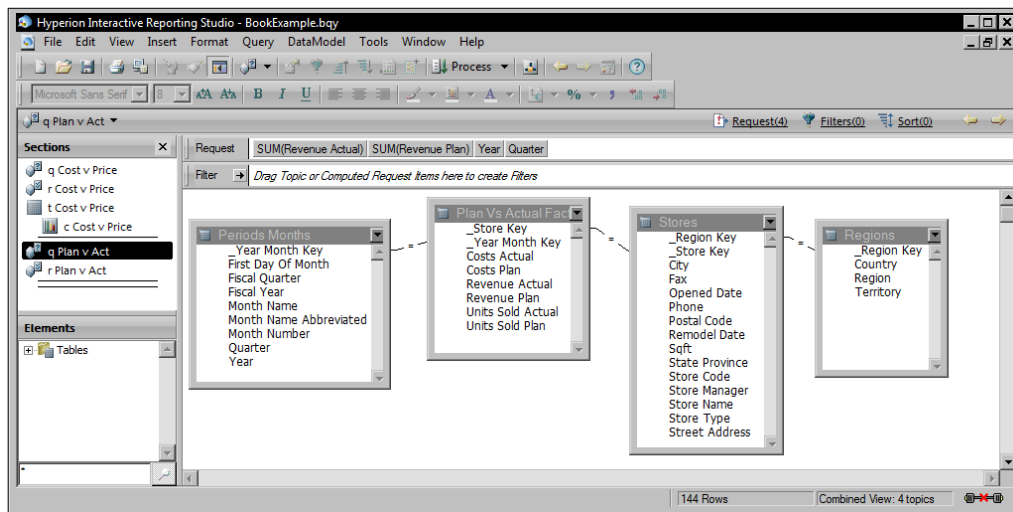 Hyperion Interactive Reporting Studio - BookExample.bqy
File Edit View Insert Format Query DataModel Tools Window Help
Process
Microsoft Sans Serif 8 B I U A %
q Plan v Act Request(4) Filters(0) Sort(0)
Sections
q Cost v Price
r Cost v Price
t Cost v Price
c Cost v Price
q Plan v Act
r Plan v Act
Elements
Tables
*
Request SUM(Revenue Actual) SUM(Revenue Plan) Year Quarter
Filter Drag Topic or Computed Request Items here to create Filters
Periods Months
_Year Month Key
First Day Of Month
Fiscal Quarter
Fiscal Year
Month Name
Month Name Abbreviated
Month Number
Quarter
Year
=
Plan Vs Actual Fact
_Store Key
_Year Month Key
Costs Actual
Costs Plan
Revenue Actual
Revenue Plan
Units Sold Actual
Units Sold Plan
=
Stores
_Region Key
_Store Key
City
Fax
Opened Date
Phone
Postal Code
Remodel Date
Sqft
State Province
Store Code
Store Manager
Store Name
Store Type
Street Address
=
Regions
_Region Key
Country
Region
Territory
144 Rows Combined View: 4 topics